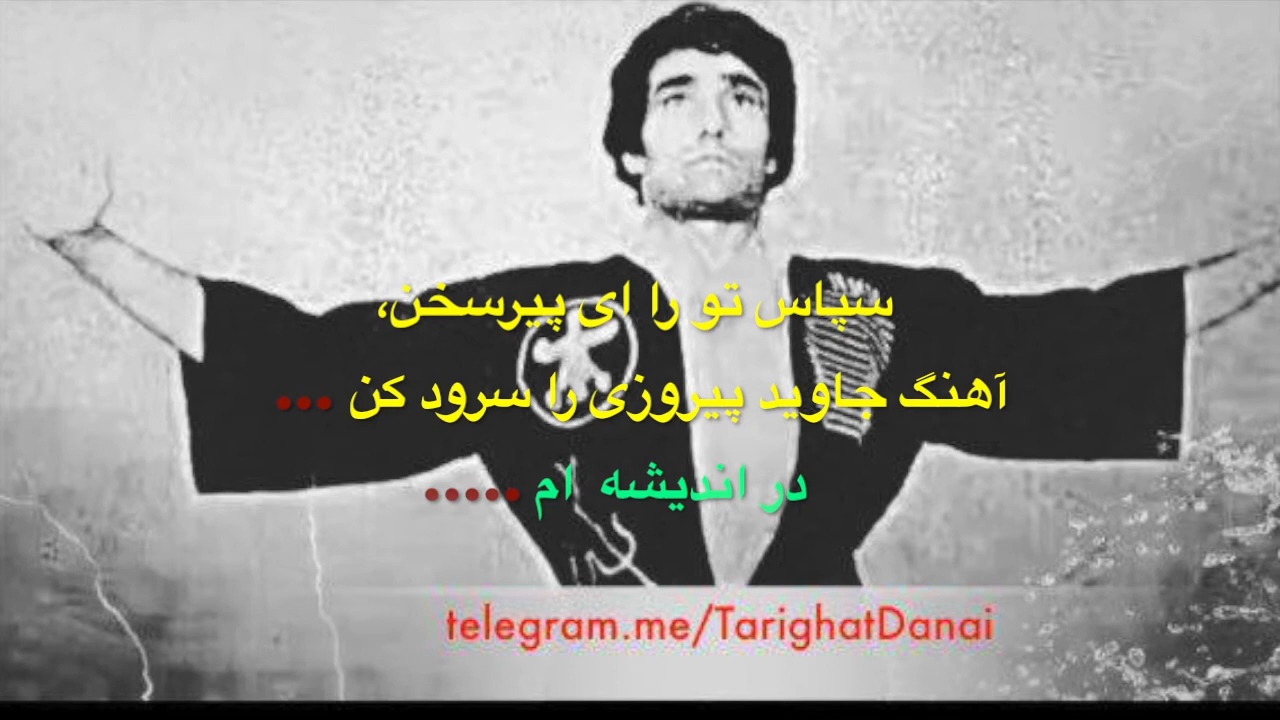 سپاس تو را ای پیرسخن،
آهنگ جاوید پیروزی را سرود کن ...
در اندیشه ام .....
telegram.me/TarighatDanai